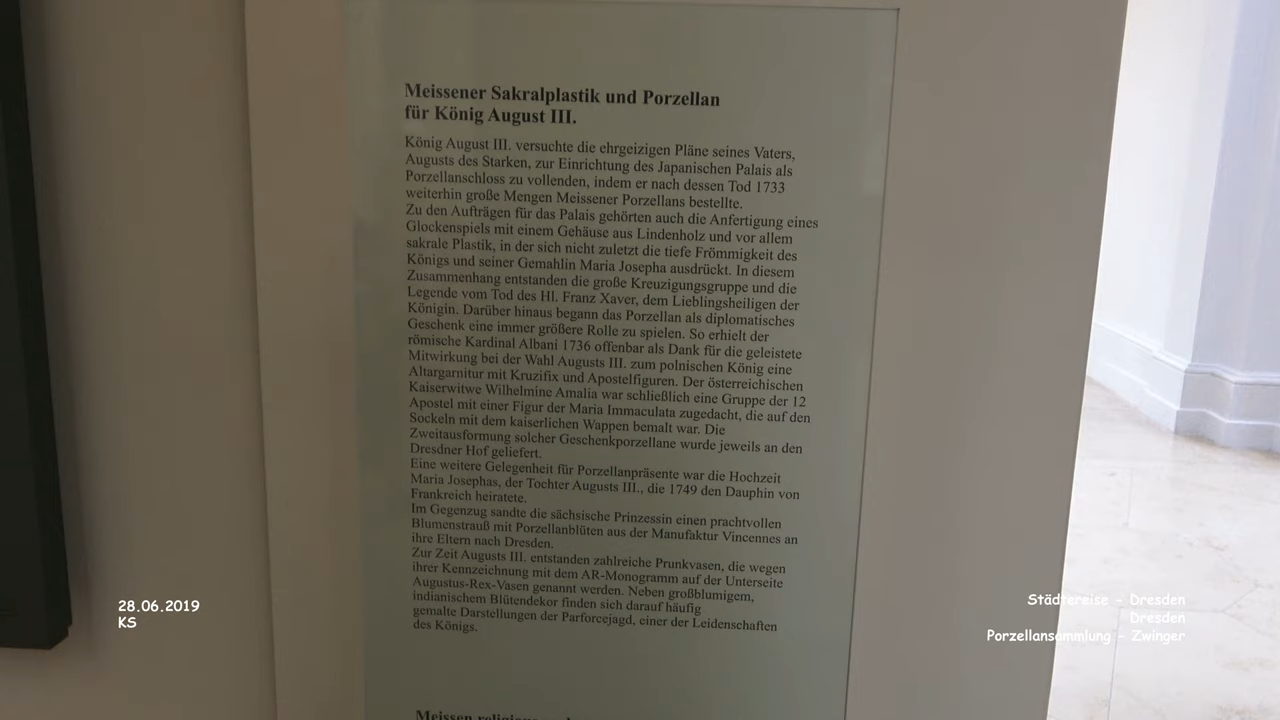 Meissener Sakralplastik und Porzellan
für König August III.
König August III. versuchte die ehrgeizigen Pläne seines Vaters,
Augusts des Starken, zur Einrichtung des Japanischen Palais als
Porzellanschloss zu vollenden, indem er nach dessen Tod 1733
weiterhin große Mengen Meissener Porzellans bestellte.
Zu den Aufträgen für das Palais gehörten auch die Anfertigung eines
Glockenspiels mit einem Gehäuse aus Lindenholz und vor allem
sakrale Plastik, in der sich nicht zuletzt die tiefe Frömmigkeit des
Königs und seiner Gemahlin Maria Josepha ausdrückt. In diesem
Zusammenhang entstanden die große Kreuzigungsgruppe und die
Legende vom Tod des Hl. Franz Xaver, dem Lieblingsheiligen der
Königin. Darüber hinaus begann das Porzellan als diplomatisches
Geschenk eine immer größere Rolle zu spielen. So erhielt der
römische Kardinal Albani 1736 offenbar als Dank für die geleistete
Mitwirkung bei der Wahl Augusts III. zum polnischen König eine
Altargarnitur mit Kruzifix und Apostelfiguren. Der österreichischen
Kaiserwitwe Wilhelmine Amalia war schließlich eine Gruppe der 12
Apostel mit einer Figur der Maria Immaculata zugedacht, die auf den
Sockeln mit dem kaiserlichen Wappen bemalt war. Die
Zweitausformung solcher Geschenkporzellane wurde jeweils an den
Dresdner Hof geliefert.
Eine weitere Gelegenheit für Porzellanpräsente war die Hochzeit
Maria Josephas, der Tochter Augusts III., die 1749 den Dauphin von
Frankreich heiratete.
Im Gegenzug sandte die sächsische Prinzessin einen prachtvollen
Blumenstrauß mit Porzellanblüten aus der Manufaktur Vincennes an
ihre Eltern nach Dresden.
Zur Zeit Augusts III. entstanden zahlreiche Prunkvasen, die wegen
ihrer Kennzeichnung mit dem AR-Monogramm auf der Unterseite
Augustus-Rex-Vasen genannt werden. Neben großblumigem,
indianischem Blütendekor finden sich darauf häufig
gemalte Darstellungen der Parforcejagd, einer der Leidenschaften
des Königs.
Meissen
28.06.2019
KS
Städtereise - Dresden
Dresden
Porzellansammlung - Zwinger